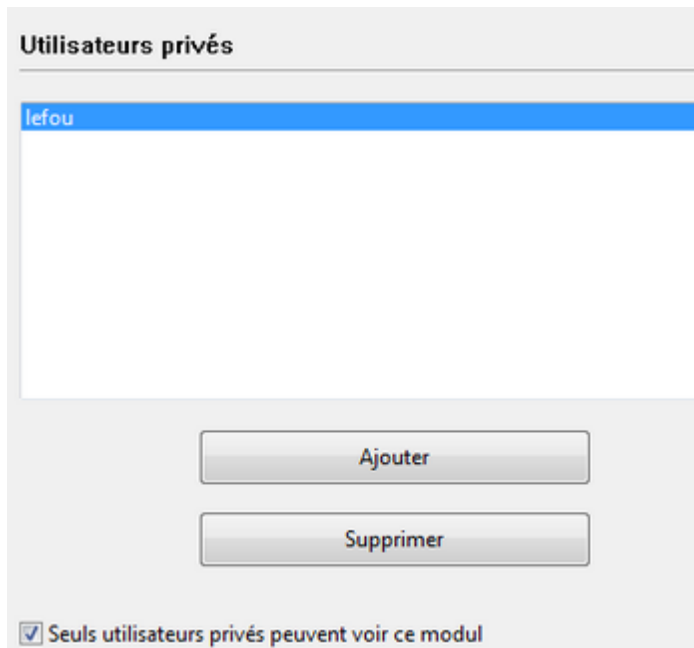 Utilisateurs privés
lefou
Ajouter
Supprimer
Seuls utilisateurs privés peuvent voir ce modul